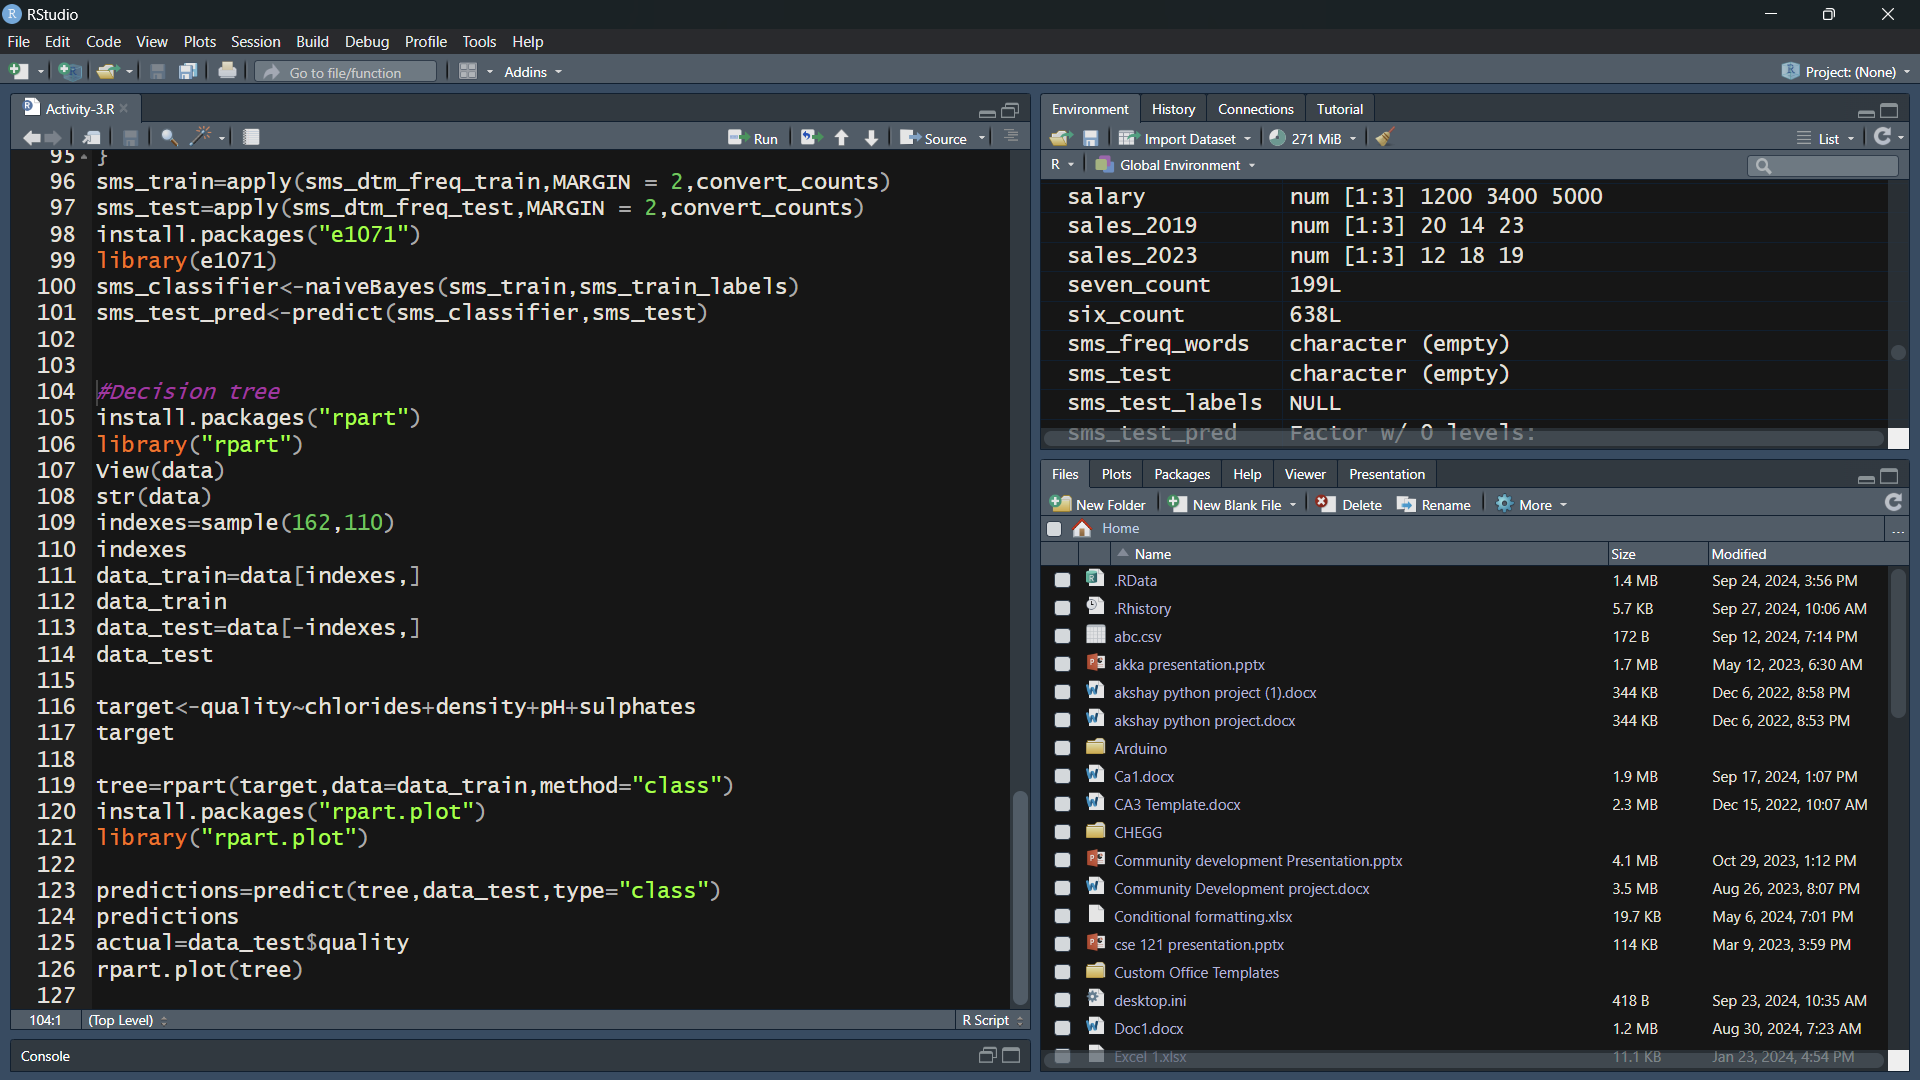 RStudio
File Edit Code View Plots Session Build Debug Profile Tools Help
Go to file/function Addins Project: (None)
Activity-3.R
Run Source
95 }
96 sms_train=apply(sms_dtm_freq_train,MARGIN = 2,convert_counts)
97 sms_test=apply(sms_dtm_freq_test,MARGIN = 2,convert_counts)
98 install.packages("e1071")
99 library(e1071)
100 sms_classifier<-naiveBayes(sms_train,sms_train_labels)
101 sms_test_pred<-predict(sms_classifier,sms_test)
102
103
104 #Decision tree
105 install.packages("rpart")
106 library("rpart")
107 View(data)
108 str(data)
109 indexes=sample(162,110)
110 indexes
111 data_train=data[indexes,]
112 data_train
113 data_test=data[-indexes,]
114 data_test
115
116 target<-quality~chlorides+density+pH+sulphates
117 target
118
119 tree=rpart(target,data=data_train,method="class")
120 install.packages("rpart.plot")
121 library("rpart.plot")
122
123 predictions=predict(tree,data_test,type="class")
124 predictions
125 actual=data_test$quality
126 rpart.plot(tree)
127
104:1 (Top Level) R Script
Console
Environment History Connections Tutorial
Import Dataset 271 MiB List
R Global Environment
salary num [1:3] 1200 3400 5000
sales_2019 num [1:3] 20 14 23
sales_2023 num [1:3] 12 18 19
seven_count 199L
six_count 638L
sms_freq_words character (empty)
sms_test character (empty)
sms_test_labels NULL
sms_test_pred Factor w/ 0 levels:
Files Plots Packages Help Viewer Presentation
New Folder New Blank File Delete Rename More
Home ...
Name Size Modified
.RData 1.4 MB Sep 24, 2024, 3:56 PM
.Rhistory 5.7 KB Sep 27, 2024, 10:06 AM
abc.csv 172 B Sep 12, 2024, 7:14 PM
akka presentation.pptx 1.7 MB May 12, 2023, 6:30 AM
akshay python project (1).docx 344 KB Dec 6, 2022, 8:58 PM
akshay python project.docx 344 KB Dec 6, 2022, 8:53 PM
Arduino
Ca1.docx 1.9 MB Sep 17, 2024, 1:07 PM
CA3 Template.docx 2.3 MB Dec 15, 2022, 10:07 AM
CHEGG
Community development Presentation.pptx 4.1 MB Oct 29, 2023, 1:12 PM
Community Development project.docx 3.5 MB Aug 26, 2023, 8:07 PM
Conditional formatting.xlsx 19.7 KB May 6, 2024, 7:01 PM
cse 121 presentation.pptx 114 KB Mar 9, 2023, 3:59 PM
Custom Office Templates
desktop.ini 418 B Sep 23, 2024, 10:35 AM
Doc1.docx 1.2 MB Aug 30, 2024, 7:23 AM
Excel 1.xlsx 11.1 KB Jan 23, 2024, 4:54 PM